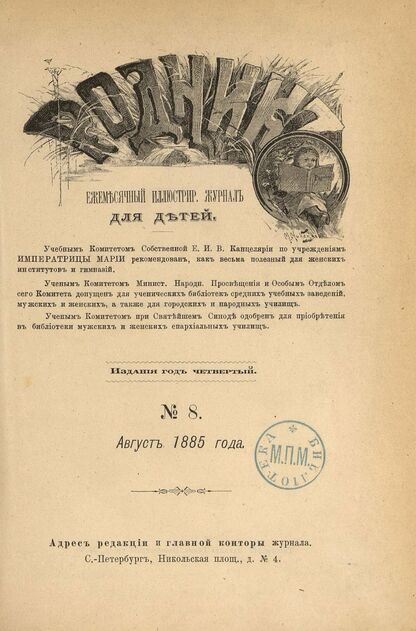 РОДНИКЪ
ЕЖЕМѢСЯЧНЫЙ ИЛЛЮСТРИР. ЖУРНАЛЪ
ДЛЯ ДѢТЕЙ.
Учебнымъ Комитетомъ Собственной Е. И. В. Канцеляріи по учрежденіямъ
ИМПЕРАТРИЦЫ МАРІИ рекомендованъ, какъ весьма полезный для женскихъ
институтовъ и гимназій.
Ученымъ Комитетомъ Минист. Народн. Просвѣщенія и Особымъ Отдѣломъ
сего Комитета допущенъ для ученическихъ библіотекъ среднихъ учебныхъ заведеній,
мужскихъ и женскихъ, а также для городскихъ и народныхъ училищъ.
Ученымъ Комитетомъ при Святѣйшемъ Синодѣ одобренъ для пріобрѣтенія
въ библіотеки мужскихъ и женскихъ епархіальныхъ училищъ.
Изданія годъ четвертый.
№ 8.
Августъ 1885 года.
БИБЛІОТЕКА
М.П.М.
Адресъ редакціи и главной конторы журнала.
С.-Петербургъ, Никольская площ., д. № 4.